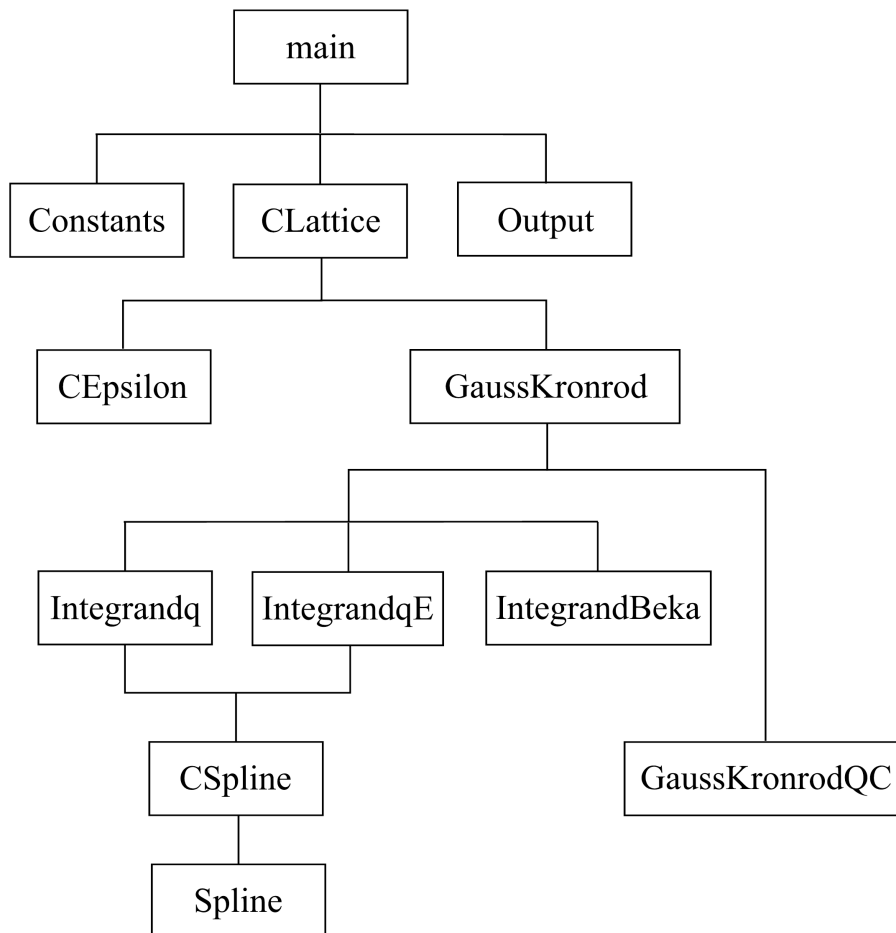 main
Constants
CLattice
Output
CEpsilon
GaussKronrod
Integrandq
IntegrandqE
IntegrandBeka
CSpline
GaussKronrodQC
Spline